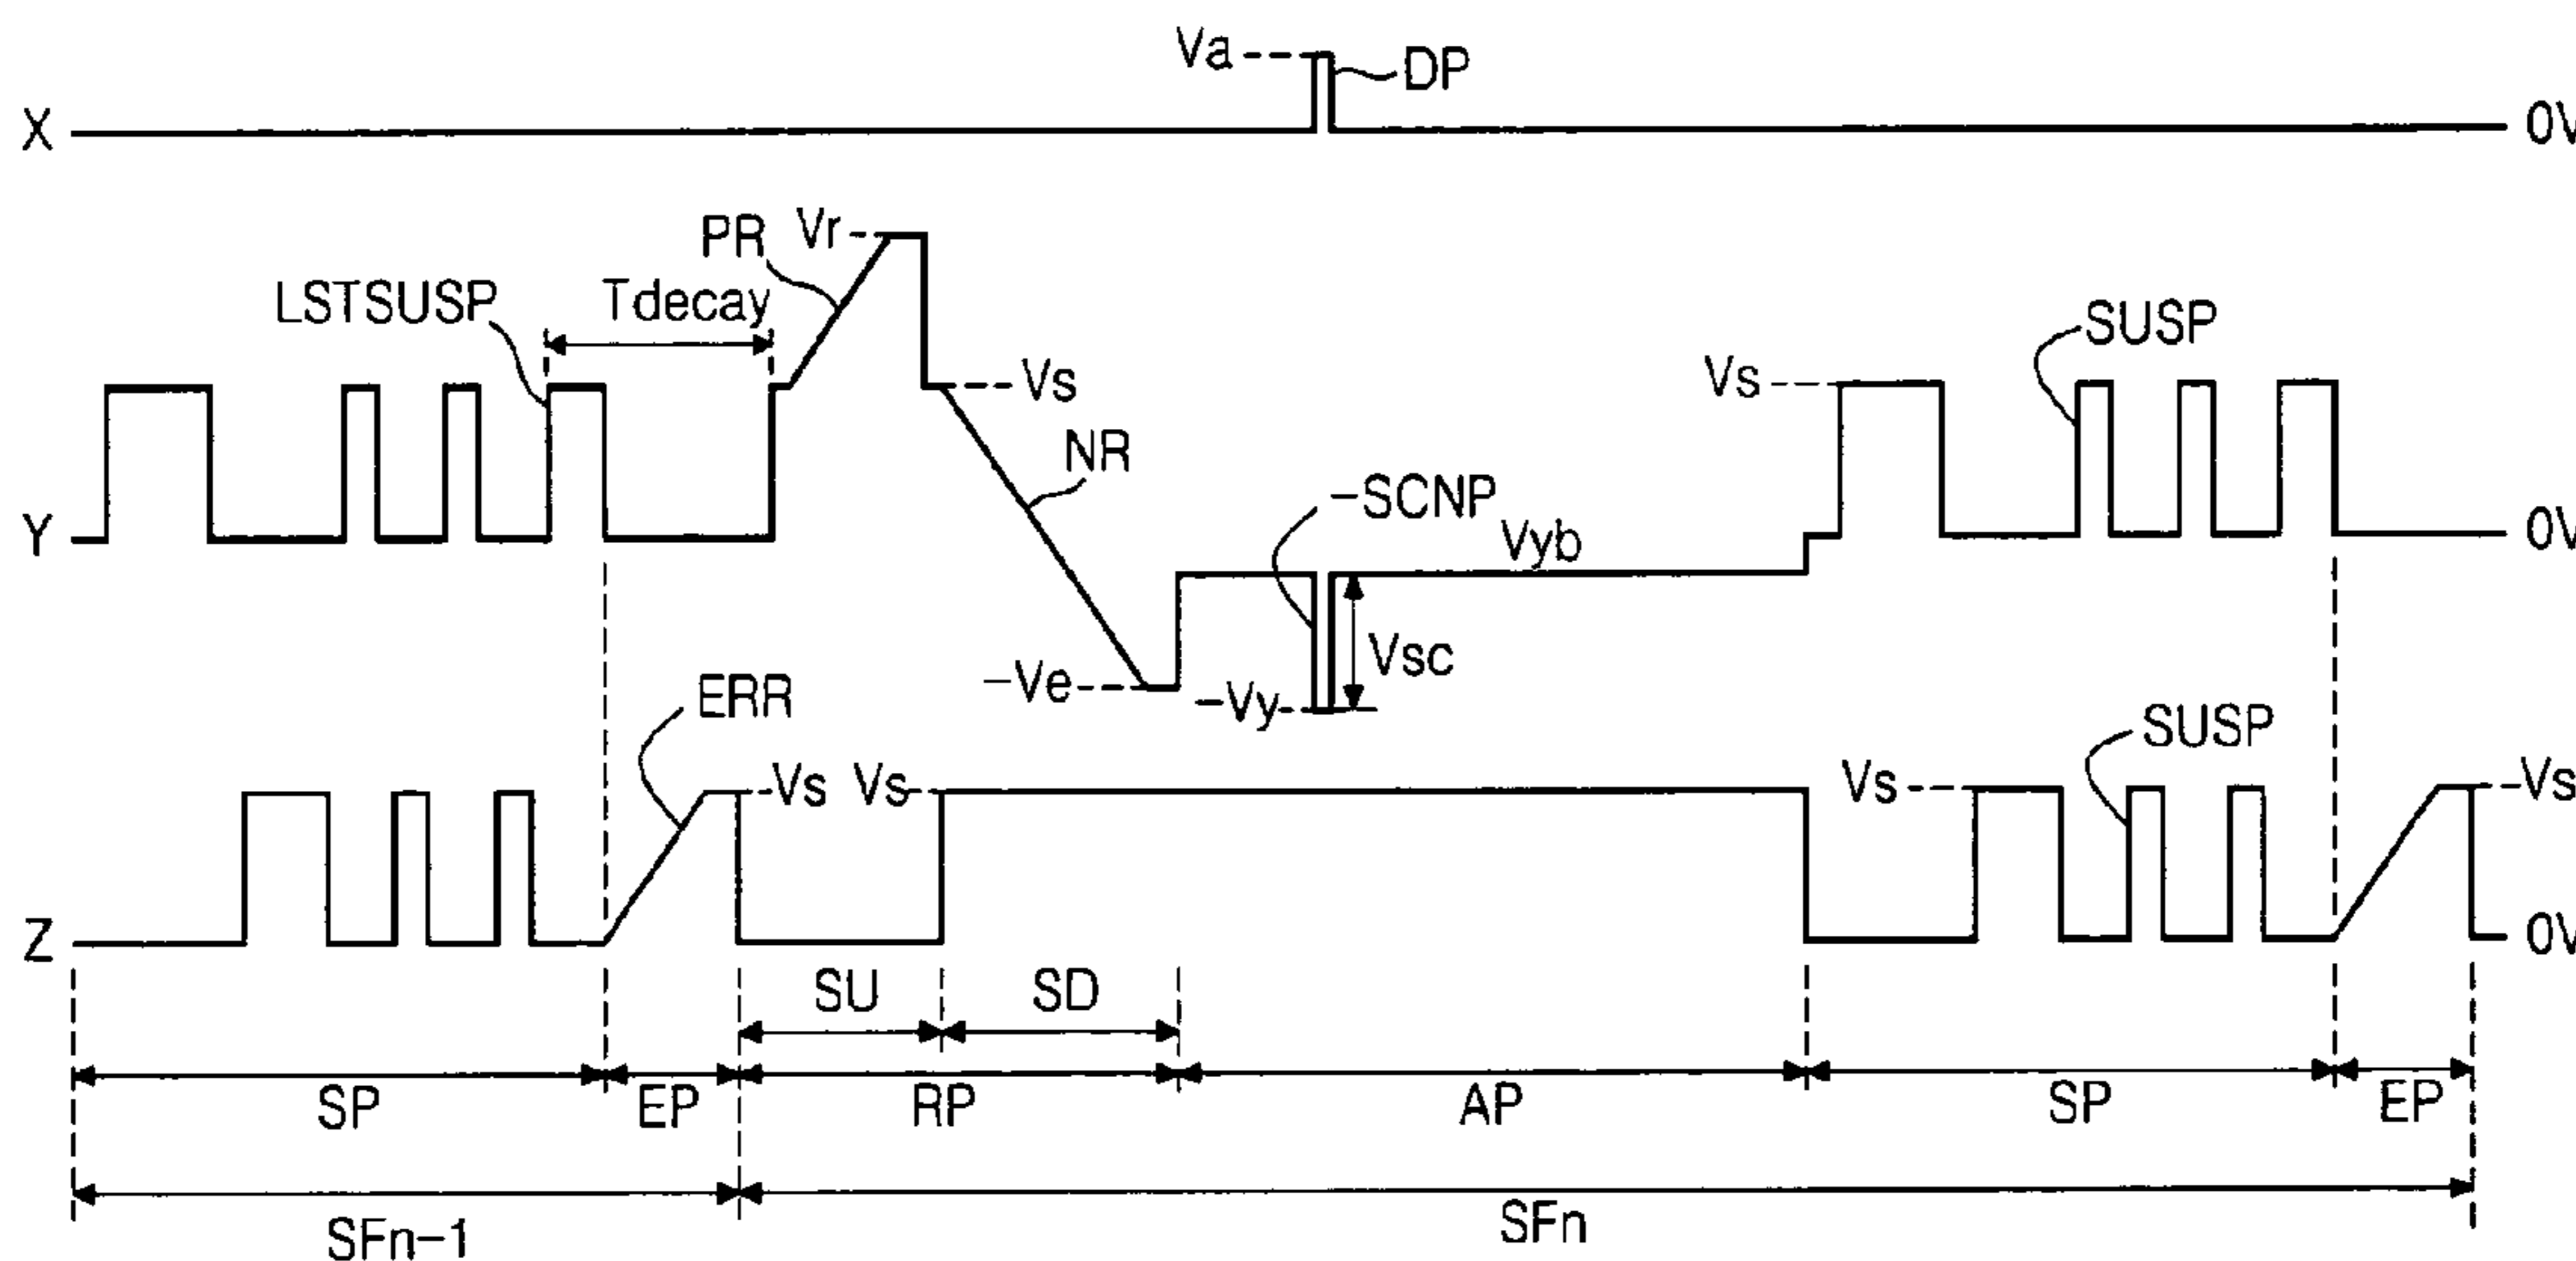 Va
DP
X
0V
PR
Vr
LSTSUSP
Tdecay
SUSP
Vs
Vs
NR
-SCNP
Y
Vyb
0V
Vsc
-Ve
-Vy
ERR
SUSP
Vs
Vs
Vs
-Vs
Z
0V
SU
SD
SP
EP
RP
AP
SP
EP
SFn-1
SFn